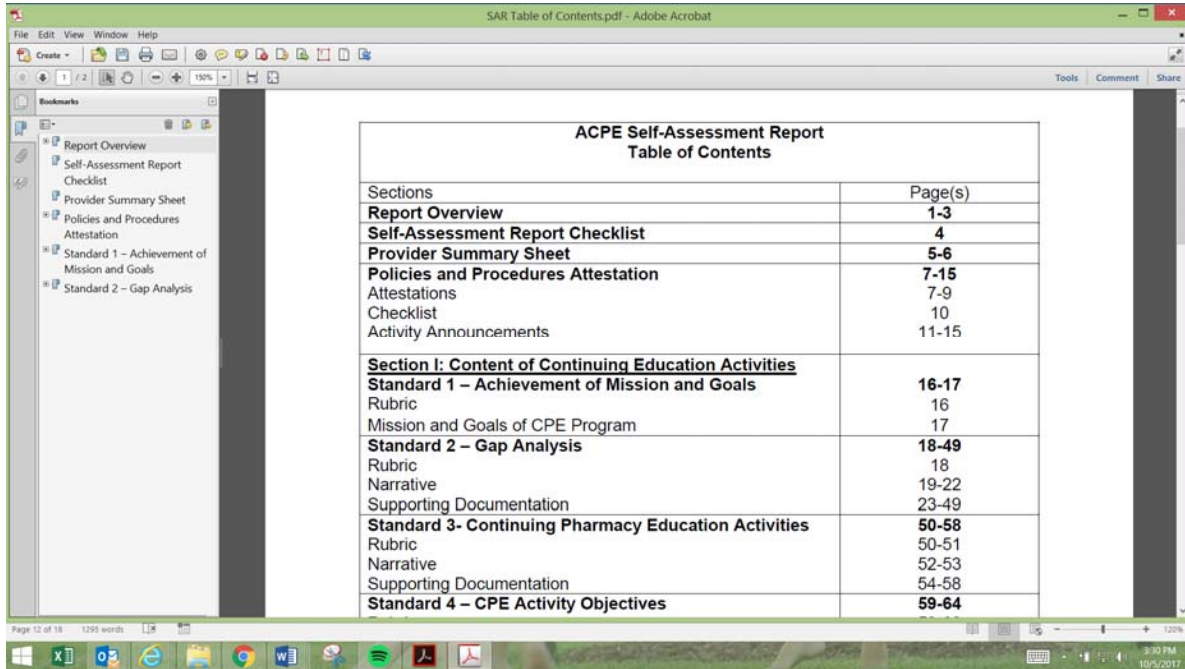 SAR Table of Contents.pdf - Adobe Acrobat
File Edit View Window Help
Create
1 / 2 150% Tools Comment Share
Bookmarks
Report Overview
Self-Assessment Report
Checklist
Provider Summary Sheet
Policies and Procedures
Attestation
Standard 1 – Achievement of
Mission and Goals
Standard 2 – Gap Analysis
ACPE Self-Assessment Report
Table of Contents
Sections Page(s)
Report Overview 1-3
Self-Assessment Report Checklist 4
Provider Summary Sheet 5-6
Policies and Procedures Attestation 7-15
Attestations 7-9
Checklist 10
Activity Announcements 11-15
Section I: Content of Continuing Education Activities
Standard 1 – Achievement of Mission and Goals 16-17
Rubric 16
Mission and Goals of CPE Program 17
Standard 2 – Gap Analysis 18-49
Rubric 18
Narrative 19-22
Supporting Documentation 23-49
Standard 3- Continuing Pharmacy Education Activities 50-58
Rubric 50-51
Narrative 52-53
Supporting Documentation 54-58
Standard 4 – CPE Activity Objectives 59-64
Page 12 of 18 1295 words 120%
3:30 PM
10/5/2017